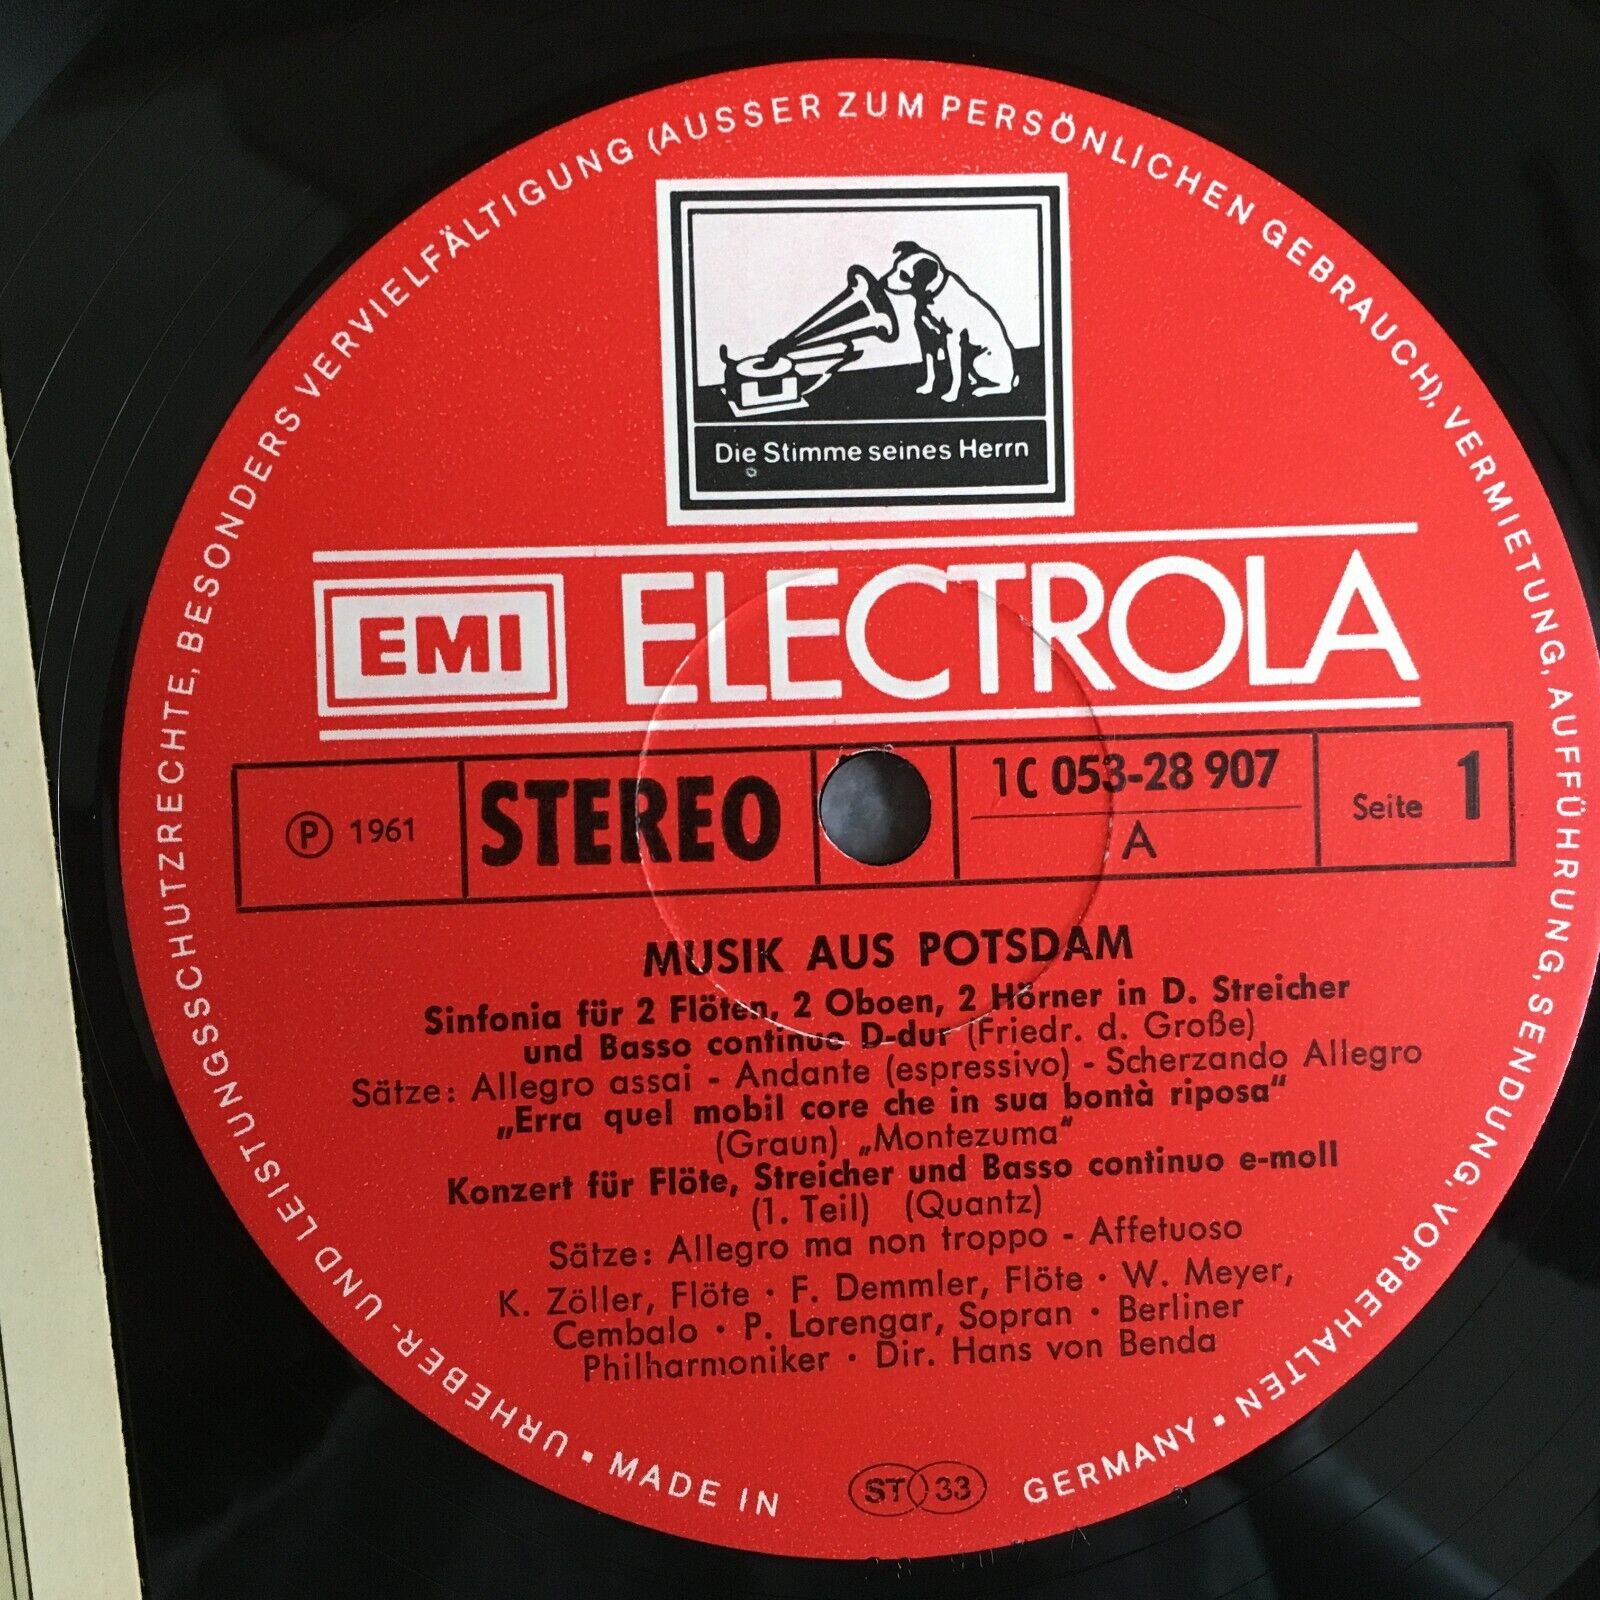 URHEBER- UND LEISTUNGSSCHUTZRECHTE, BESONDERS VERVIELFÄLTIGUNG (AUSSER ZUM PERSÖNLICHEN GEBRAUCH), VERMIETUNG, AUFFÜHRUNG, SENDUNG, VORBEHALTEN ▪
Die Stimme seines Herrn
EMI ELECTROLA
Ⓟ 1961
STEREO
1C 053-28 907
A
Seite 1
MUSIK AUS POTSDAM
Sinfonia für 2 Flöten, 2 Oboen, 2 Hörner in D. Streicher
und Basso continuo D-dur (Friedr. d. Große)
Sätze: Allegro assai - Andante (espressivo) - Scherzando Allegro
„Erra quel mobil core che in sua bontà riposa“
(Graun) „Montezuma“
Konzert für Flöte, Streicher und Basso continuo e-moll
(1. Teil) (Quantz)
Sätze: Allegro ma non troppo - Affetuoso
K. Zöller, Flöte · F. Demmler, Flöte · W. Meyer,
Cembalo · P. Lorengar, Sopran · Berliner
Philharmoniker · Dir. Hans von Benda
▪ MADE IN GERMANY ▪
ST 33